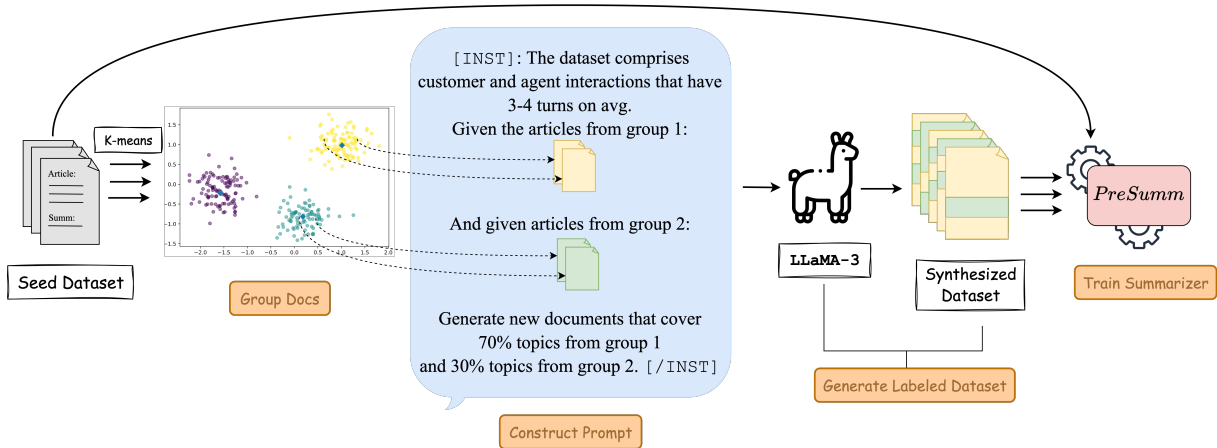 [INST]: The dataset comprises
customer and agent interactions that have
3-4 turns on avg.
Given the articles from group 1:
And given articles from group 2:
Generate new documents that cover
70% topics from group 1
and 30% topics from group 2. [/INST]
Construct Prompt
Article:
Summ:
Seed Dataset
K-means
1.5
1.0
0.5
0.0
-0.5
-1.0
-1.5
-2.0
-1.5
-1.0
-0.5
0.0
0.5
1.0
1.5
2.0
Group Docs
LLaMA-3
Synthesized
Dataset
Generate Labeled Dataset
PreSumm
Train Summarizer